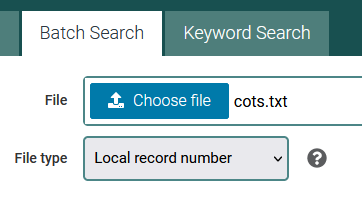 Batch Search Keyword Search
File Choose file cots.txt
File type Local record number ?